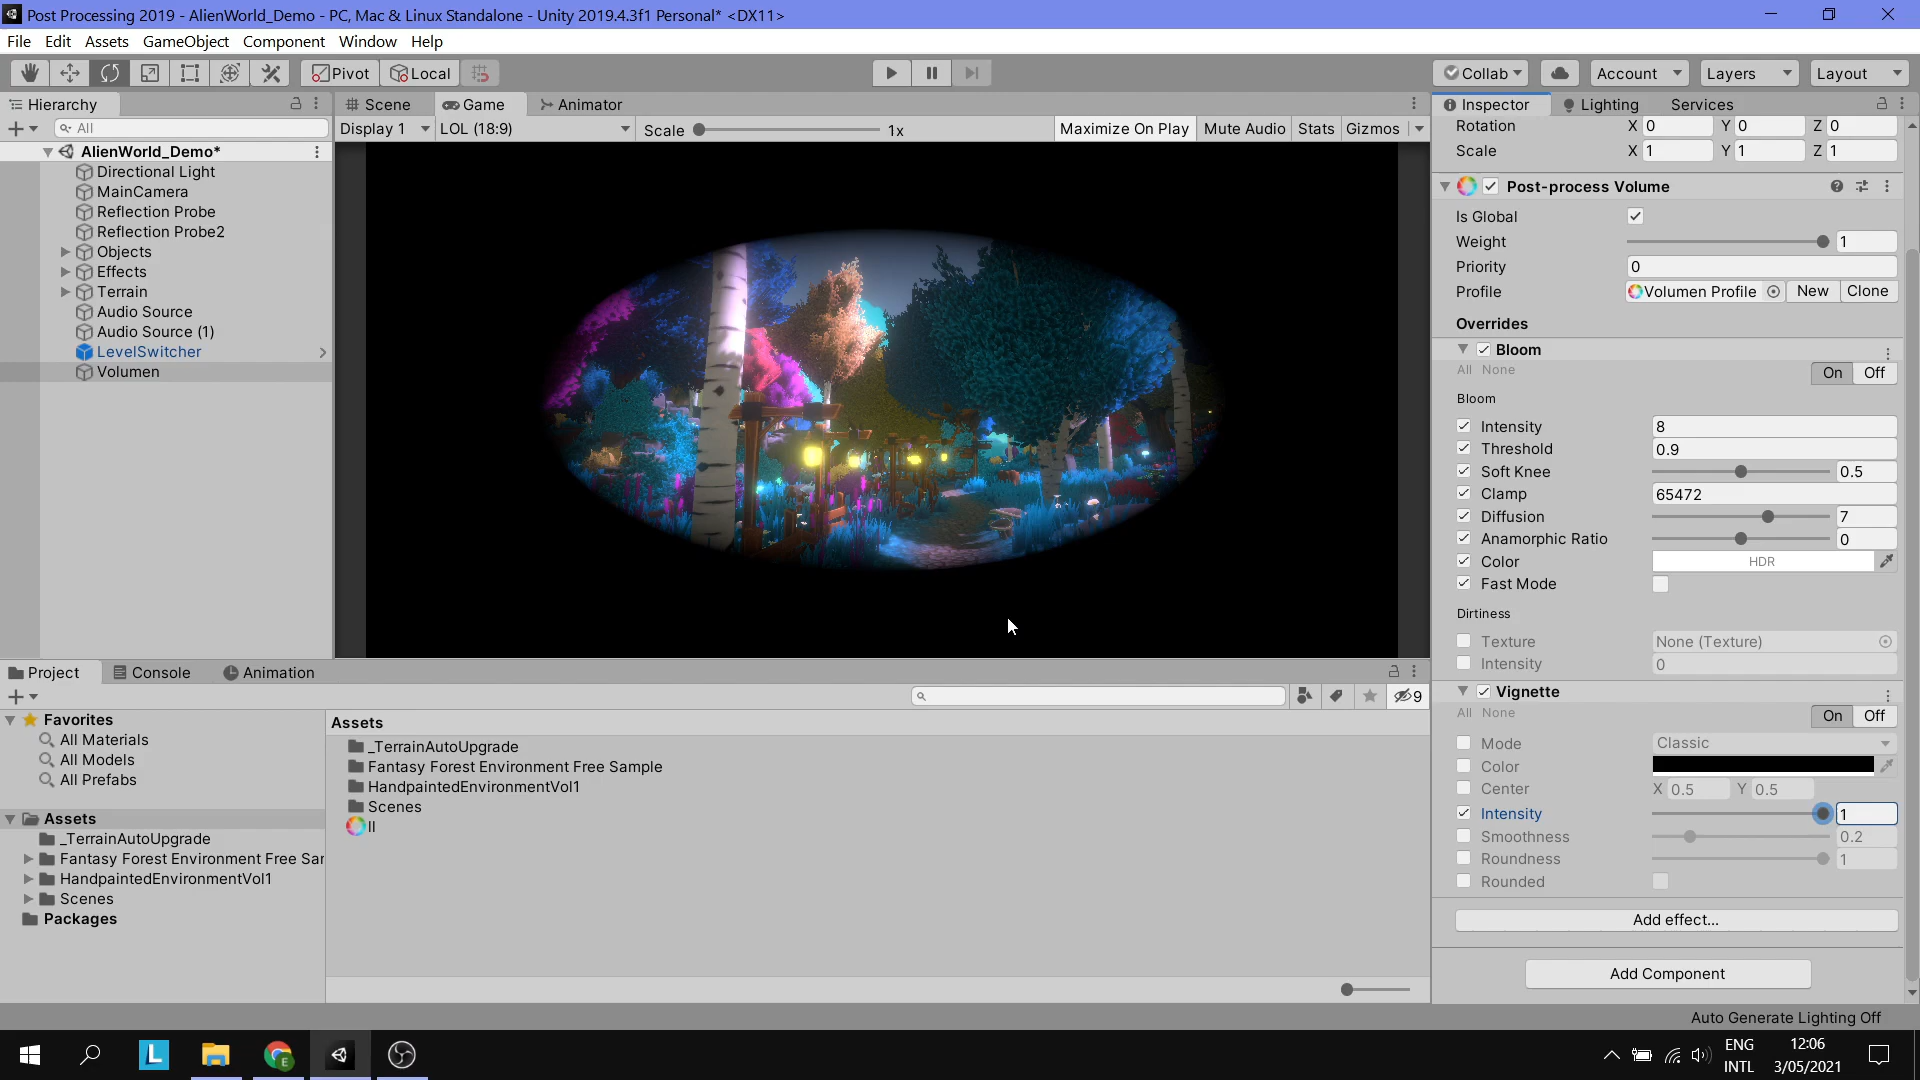 Post Processing 2019 - AlienWorld_Demo - PC, Mac & Linux Standalone - Unity 2019.4.3f1 Personal* <DX11>
File Edit Assets GameObject Component Window Help
Pivot Local Collab Account Layers Layout
Hierarchy
All
AlienWorld_Demo*
Directional Light
MainCamera
Reflection Probe
Reflection Probe2
Objects
Effects
Terrain
Audio Source
Audio Source (1)
LevelSwitcher
Volumen
Scene Game Animator
Display 1 LOL (18:9) Scale 1x Maximize On Play Mute Audio Stats Gizmos
Inspector Lighting Services
Rotation X 0 Y 0 Z 0
Scale X 1 Y 1 Z 1
Post-process Volume
Is Global
Weight 1
Priority 0
Profile Volumen Profile New Clone
Overrides
Bloom
All None On Off
Bloom
Intensity 8
Threshold 0.9
Soft Knee 0.5
Clamp 65472
Diffusion 7
Anamorphic Ratio 0
Color HDR
Fast Mode
Dirtiness
Texture None (Texture)
Intensity 0
Vignette
All None On Off
Mode Classic
Color
Center X 0.5 Y 0.5
Intensity 1
Smoothness 0.2
Roundness 1
Rounded
Add effect...
Add Component
Project Console Animation
9
Favorites
All Materials
All Models
All Prefabs
Assets
_TerrainAutoUpgrade
Fantasy Forest Environment Free Sar
HandpaintedEnvironmentVol1
Scenes
Packages
Assets
_TerrainAutoUpgrade
Fantasy Forest Environment Free Sample
HandpaintedEnvironmentVol1
Scenes
ll
Auto Generate Lighting Off
L
E
ENG
INTL
12:06
3/05/2021